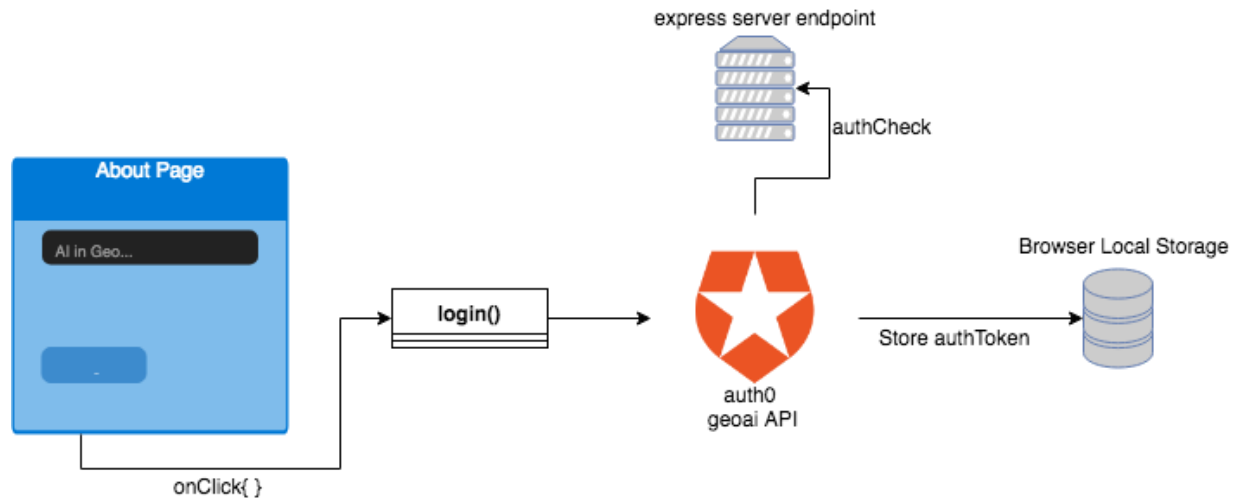 express server endpoint
authCheck
About Page
AI in Geo...
Browser Local Storage
login()
Store authToken
auth0
geoai API
onClick{ }